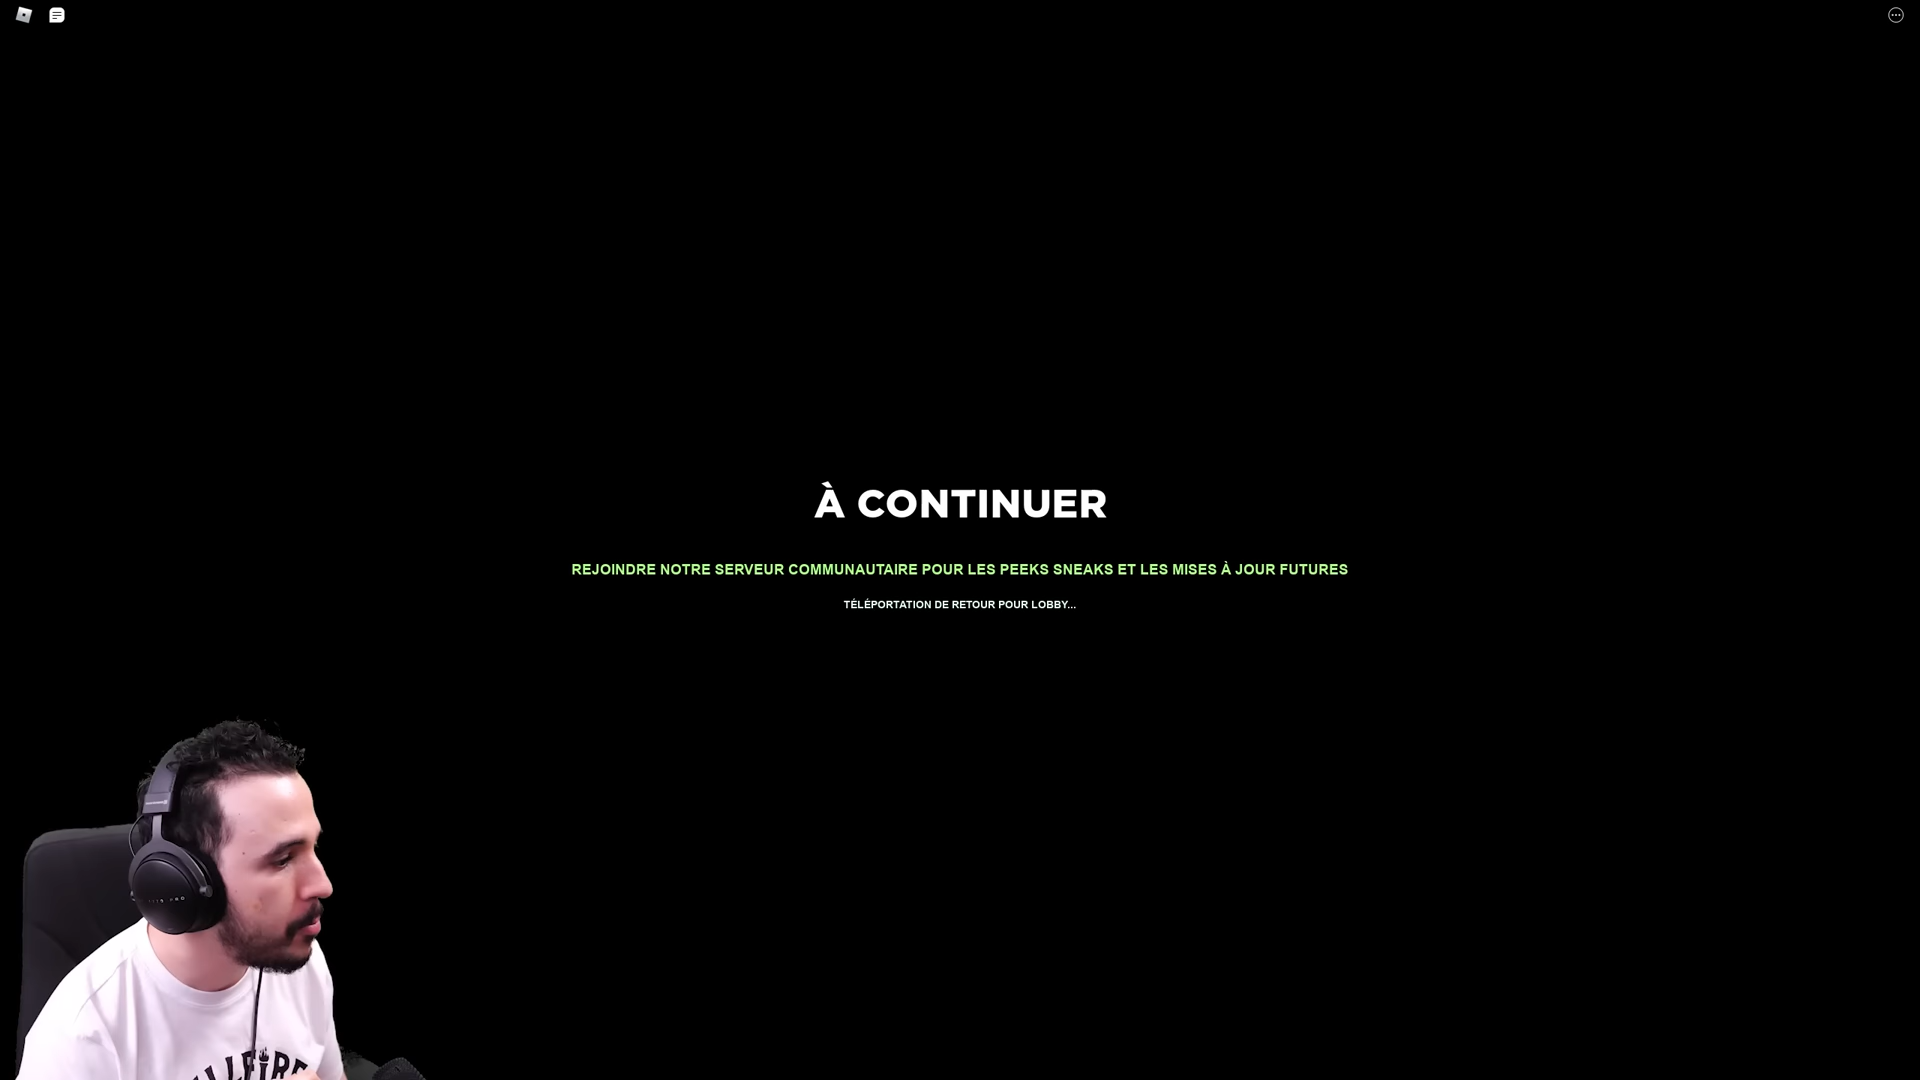 À CONTINUER
REJOINDRE NOTRE SERVEUR COMMUNAUTAIRE POUR LES PEEKS SNEAKS ET LES MISES À JOUR FUTURES
TÉLÉPORTATION DE RETOUR POUR LOBBY...